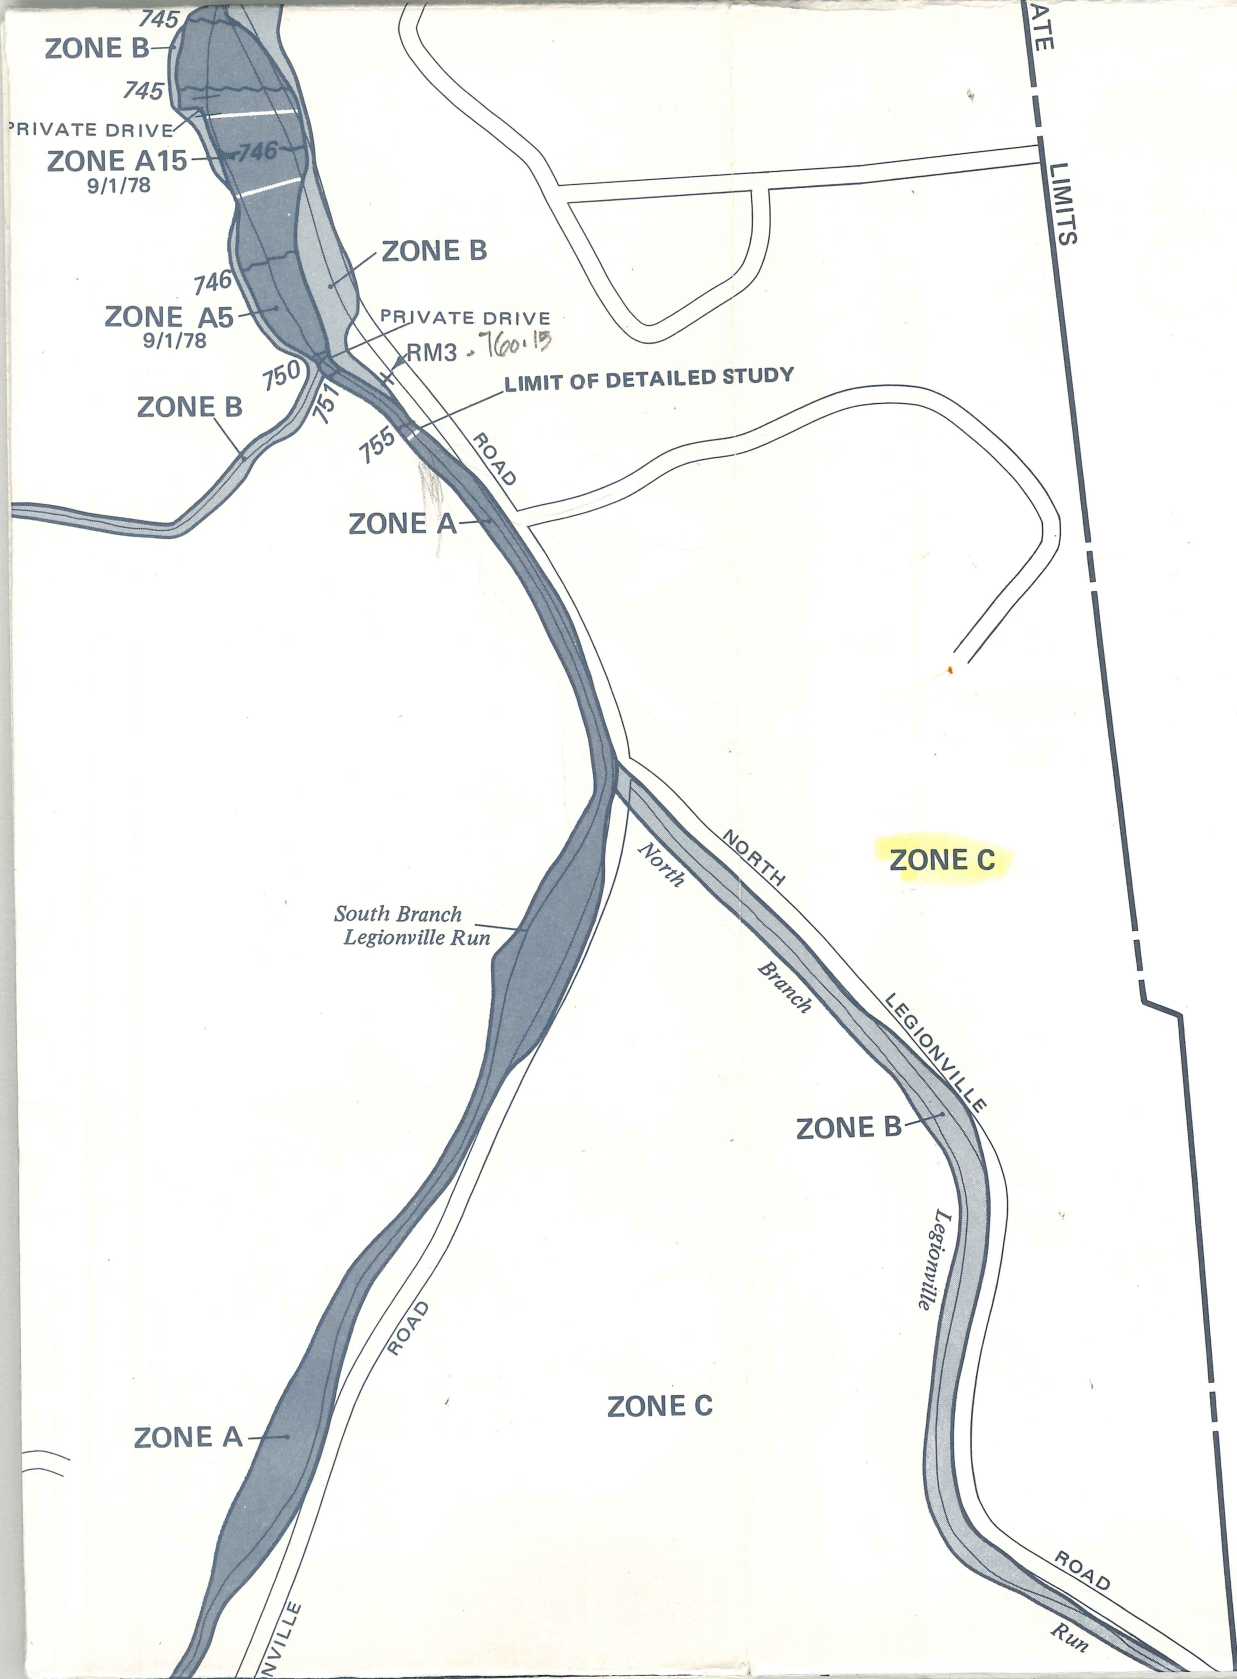 745
ZONE B
745
PRIVATE DRIVE
ZONE A15
9/1/78
746
ATE
LIMITS
ZONE B
746
ZONE A5
9/1/78
PRIVATE DRIVE
RM3 - 760.15
750
751
LIMIT OF DETAILED STUDY
ZONE B
755
ROAD
ZONE A
NORTH
North
ZONE C
South Branch
Legionville Run
Branch
LEGIONVILLE
ZONE B
Legionville
ROAD
ZONE C
ZONE A
ROAD
NVILLE
Run